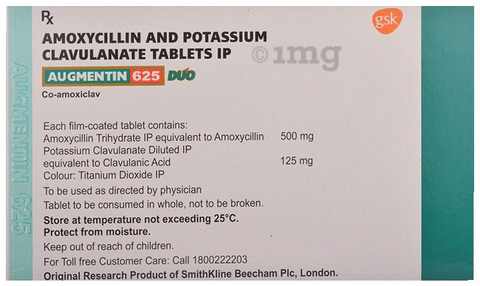 Rx
gsk
AMOXYCILLIN AND POTASSIUM
CLAVULANATE TABLETS IP
©1mg
AUGMENTIN 625 DUO
Co-amoxiclav
AUGMENTIN 625
Each film-coated tablet contains:
Amoxycillin Trihydrate IP equivalent to Amoxycillin 500 mg
Potassium Clavulanate Diluted IP
equivalent to Clavulanic Acid 125 mg
Colour: Titanium Dioxide IP
To be used as directed by physician
Tablet to be consumed in whole, not to be broken.
Store at temperature not exceeding 25°C.
Protect from moisture.
Keep out of reach of children.
For Toll free Customer Care: Call 1800222203
Original Research Product of SmithKline Beecham Plc, London.